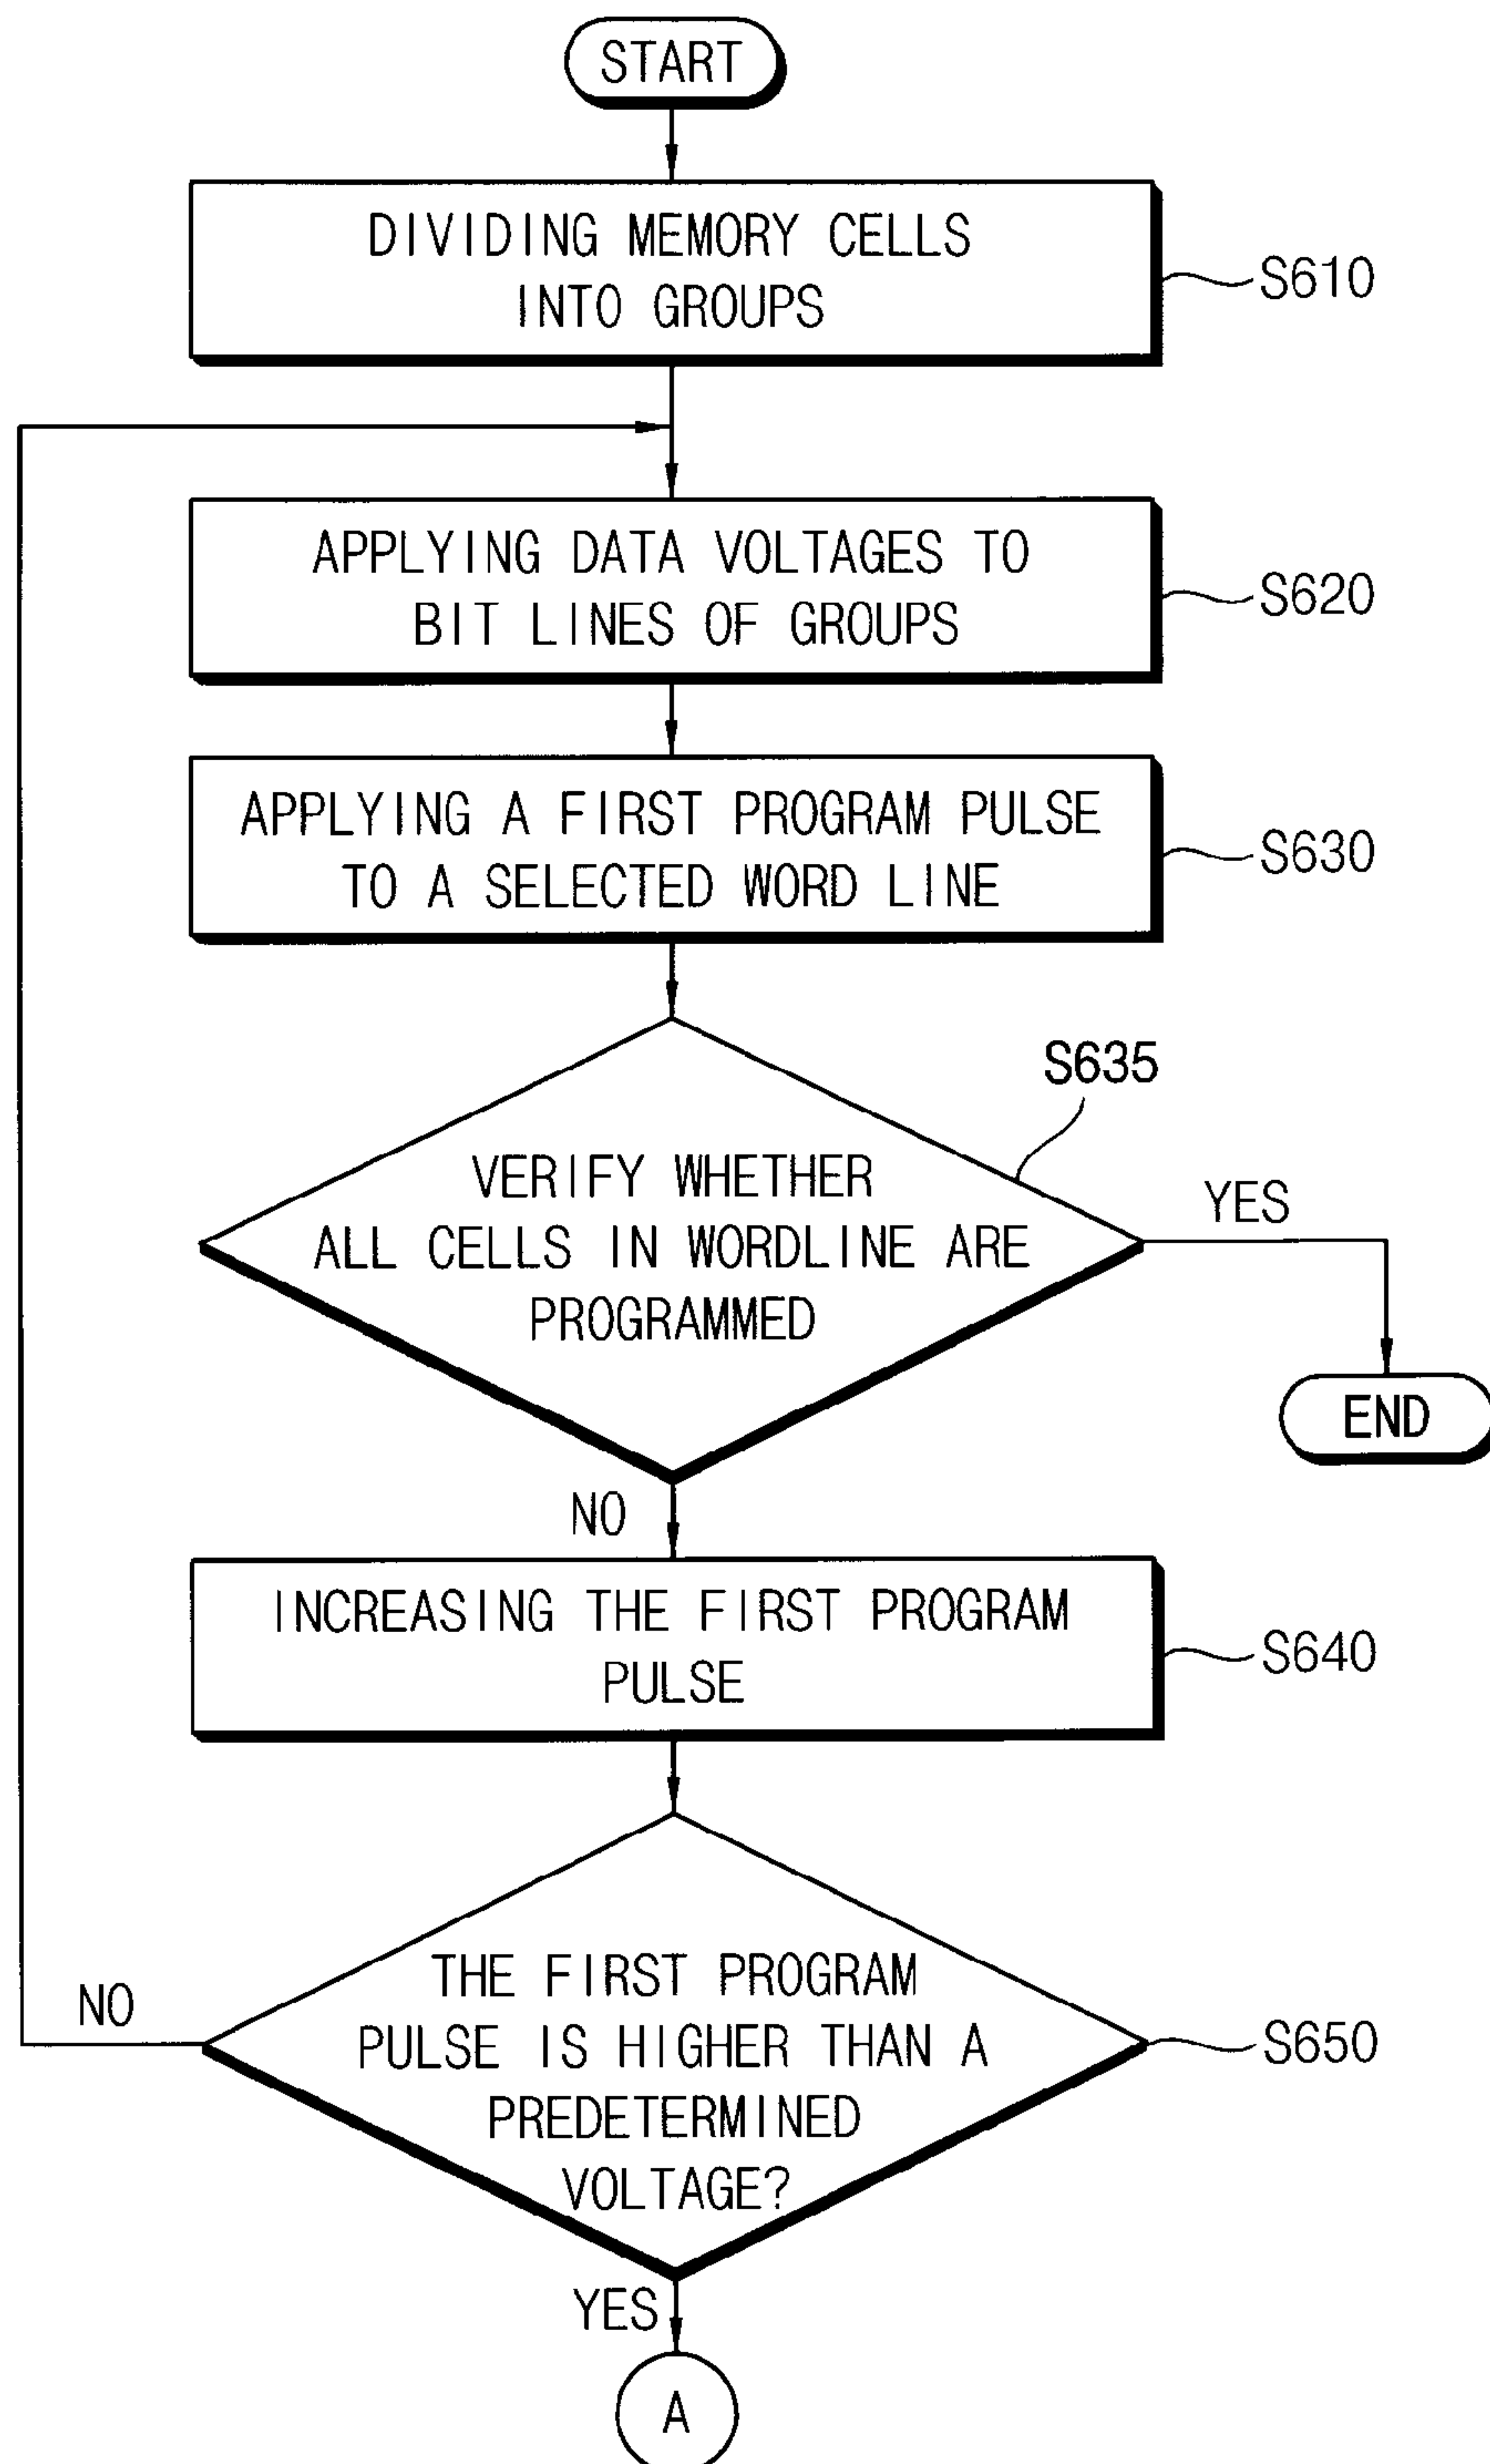 START
DIVIDING MEMORY CELLS
INTO GROUPS
S610
APPLYING DATA VOLTAGES TO
BIT LINES OF GROUPS
S620
APPLYING A FIRST PROGRAM PULSE
TO A SELECTED WORD LINE
S630
S635
VERIFY WHETHER
ALL CELLS IN WORDLINE ARE
PROGRAMMED
YES
END
NO
INCREASING THE FIRST PROGRAM
PULSE
S640
THE FIRST PROGRAM
PULSE IS HIGHER THAN A
PREDETERMINED
VOLTAGE?
NO
S650
YES
A